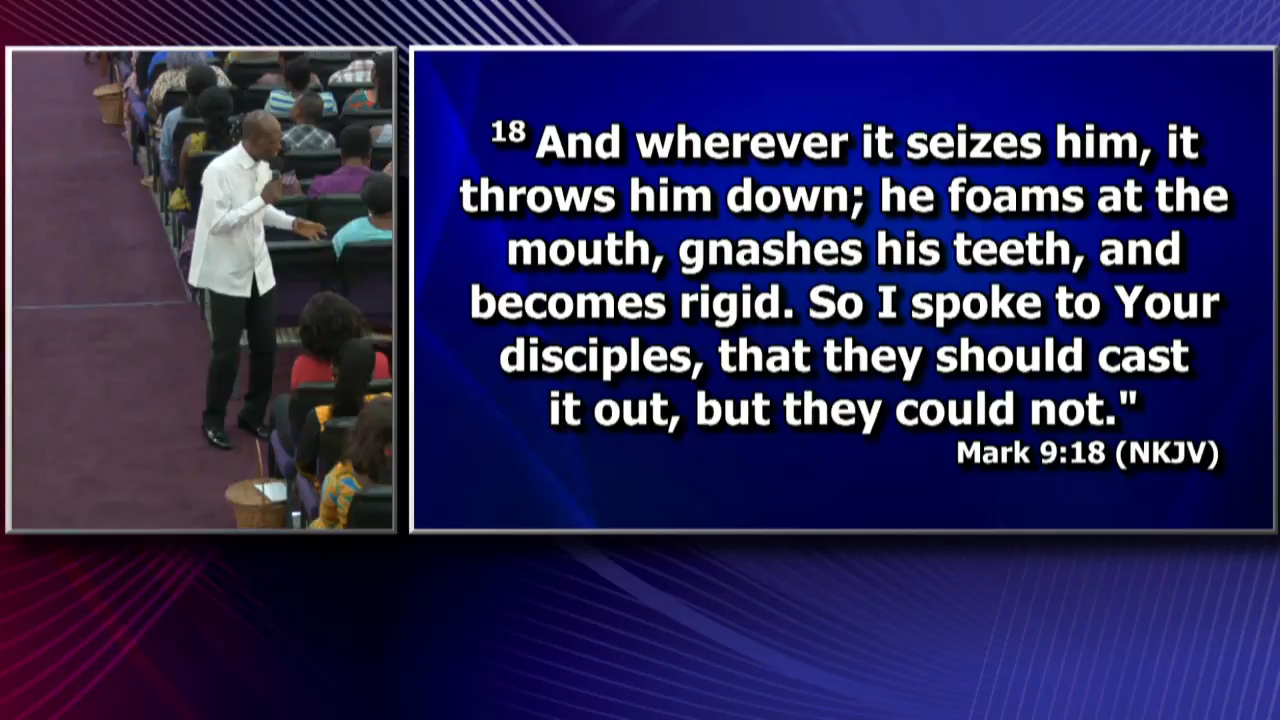 18 And wherever it seizes him, it
throws him down; he foams at the
mouth, gnashes his teeth, and
becomes rigid. So I spoke to Your
disciples, that they should cast
it out, but they could not."
Mark 9:18 (NKJV)